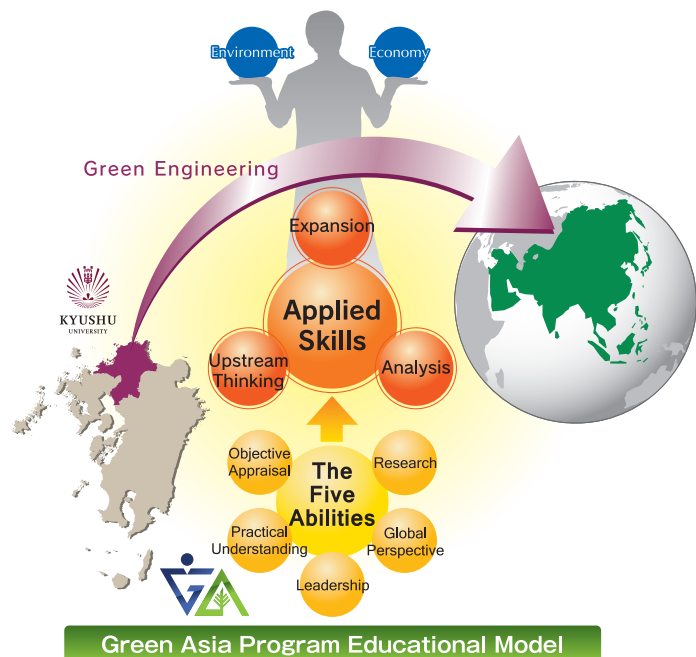 Environment
Economy
Green Engineering
Expansion
KYUSHU
UNIVERSITY
Applied
Skills
Upstream
Thinking
Analysis
Objective
Appraisal
The
Five
Abilities
Research
Practical
Understanding
Global
Perspective
Leadership
GA
Green Asia Program Educational Model